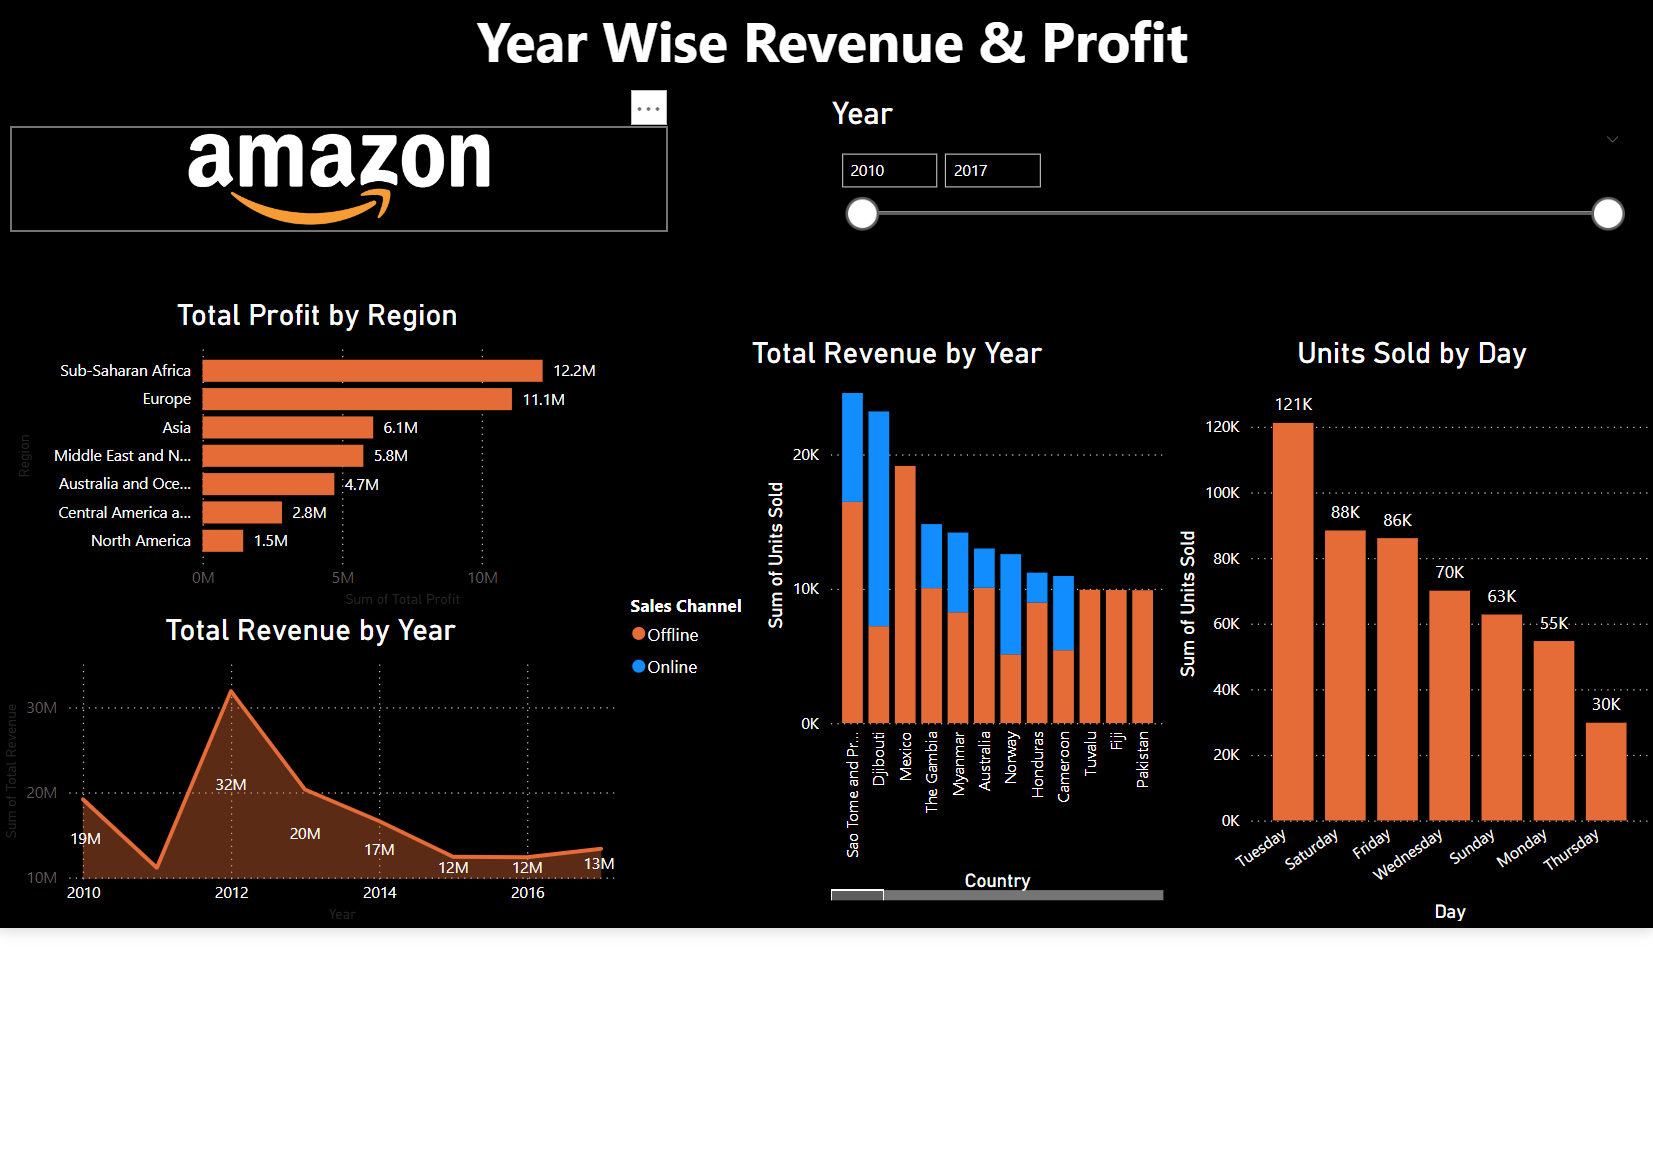 Year Wise Revenue & Profit
...
amazon
Year
2010
2017
Total Profit by Region
Region
Sub-Saharan Africa
12.2M
Europe
11.1M
Asia
6.1M
Middle East and N...
5.8M
Australia and Oce...
4.7M
Central America a...
2.8M
North America
1.5M
0M
5M
10M
Sum of Total Profit
Total Revenue by Year
Sum of Total Revenue
30M
20M
10M
19M
32M
20M
17M
12M
12M
13M
2010
2012
2014
2016
Year
Sales Channel
Offline
Online
Total Revenue by Year
Sum of Units Sold
20K
10K
0K
Sao Tome and Pr...
Djibouti
Mexico
The Gambia
Myanmar
Australia
Norway
Honduras
Cameroon
Tuvalu
Fiji
Pakistan
Country
Units Sold by Day
Sum of Units Sold
120K
100K
80K
60K
40K
20K
0K
121K
88K
86K
70K
63K
55K
30K
Tuesday
Saturday
Friday
Wednesday
Sunday
Monday
Thursday
Day